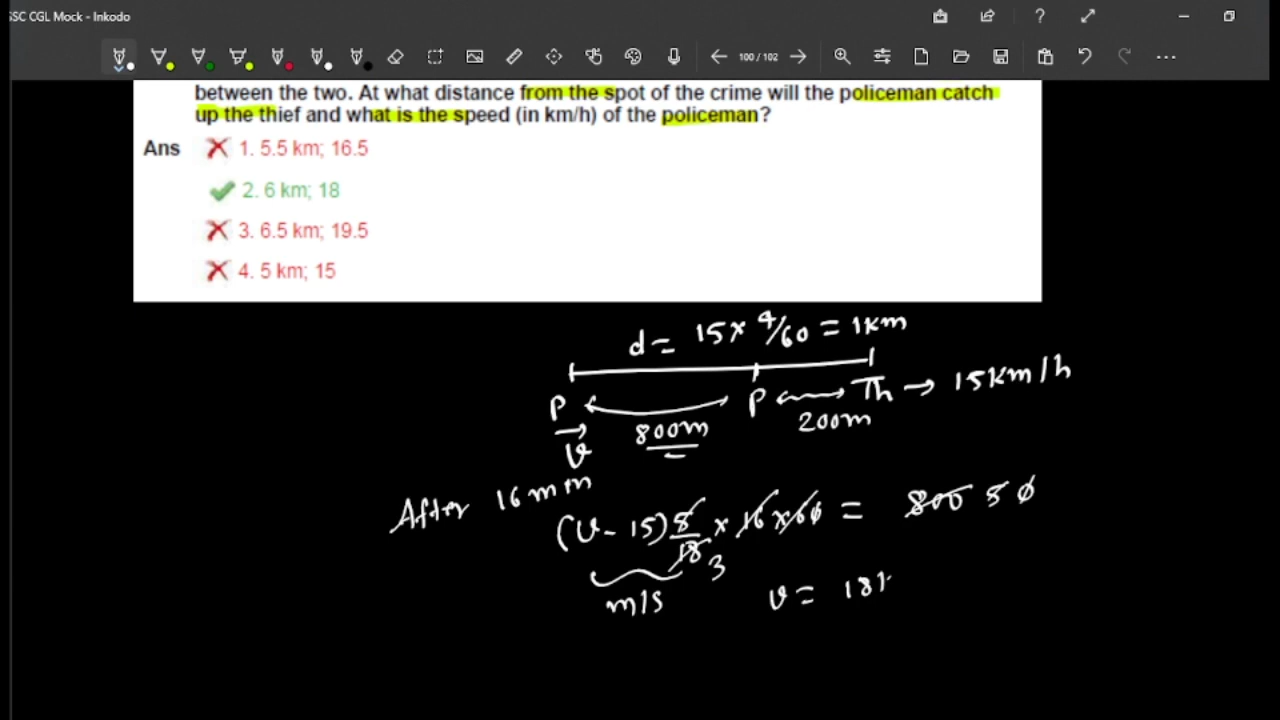 SSC CGL Mock - Inkodo
100 / 102
between the two. At what distance from the spot of the crime will the policeman catch
up the thief and what is the speed (in km/h) of the policeman?
Ans 1. 5.5 km; 16.5
2. 6 km; 18
3. 6.5 km; 19.5
4. 5 km; 15
d = 15 x 4/60 = 1km
P 800m P 200m Th → 15km/h
v
After 16 min
(v - 15) 5/18 x 16 x 60 = 800 50
3
m/s
v = 18